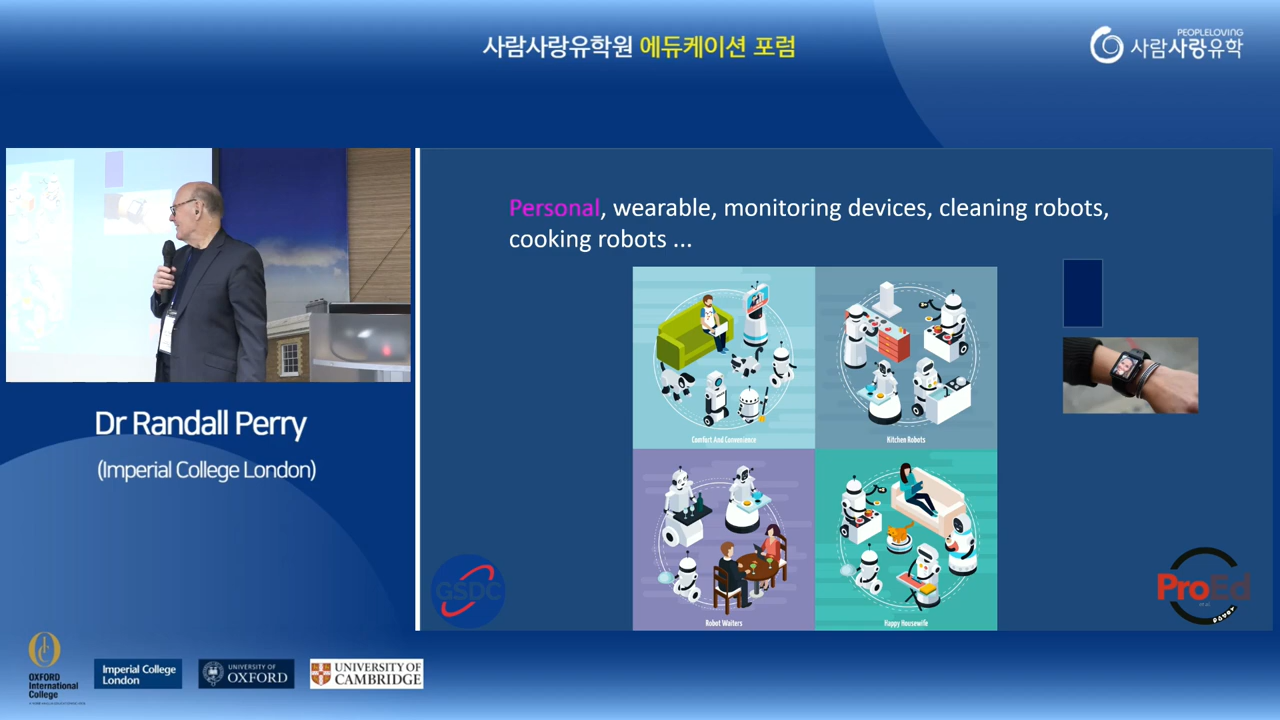 사람사랑유학원 에듀케이션 포럼
PEOPLELOVING
사람사랑유학
Personal, wearable, monitoring devices, cleaning robots,
cooking robots ...
Comfort And Convenience
Kitchen Robots
Robot Waiters
Happy Housewife
Dr Randall Perry
(Imperial College London)
GSDC
ProEd
OXFORD
International
College
Imperial College
London
UNIVERSITY OF
OXFORD
UNIVERSITY OF
CAMBRIDGE